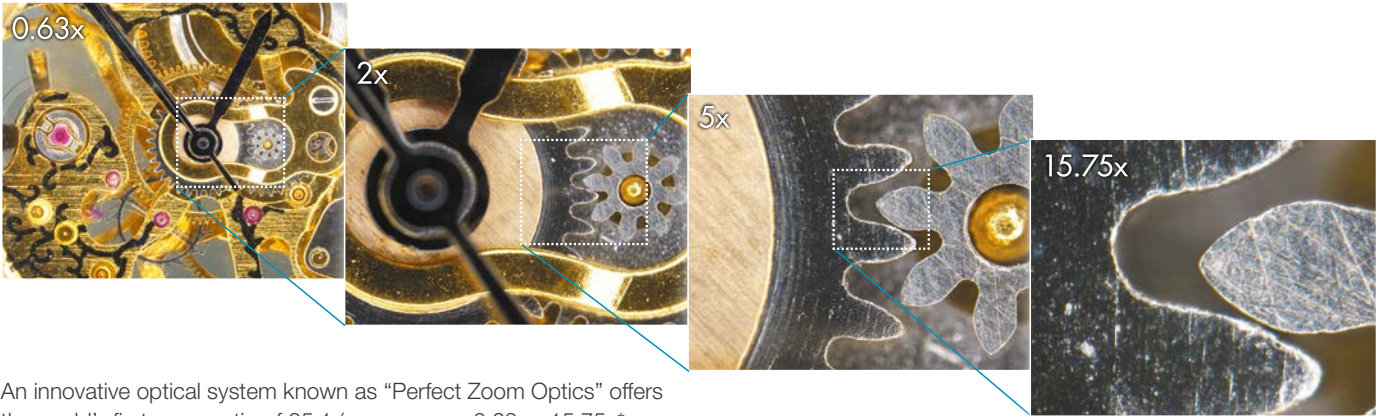 0.63x
2x
5x
15.75x
An innovative optical system known as “Perfect Zoom Optics” offers